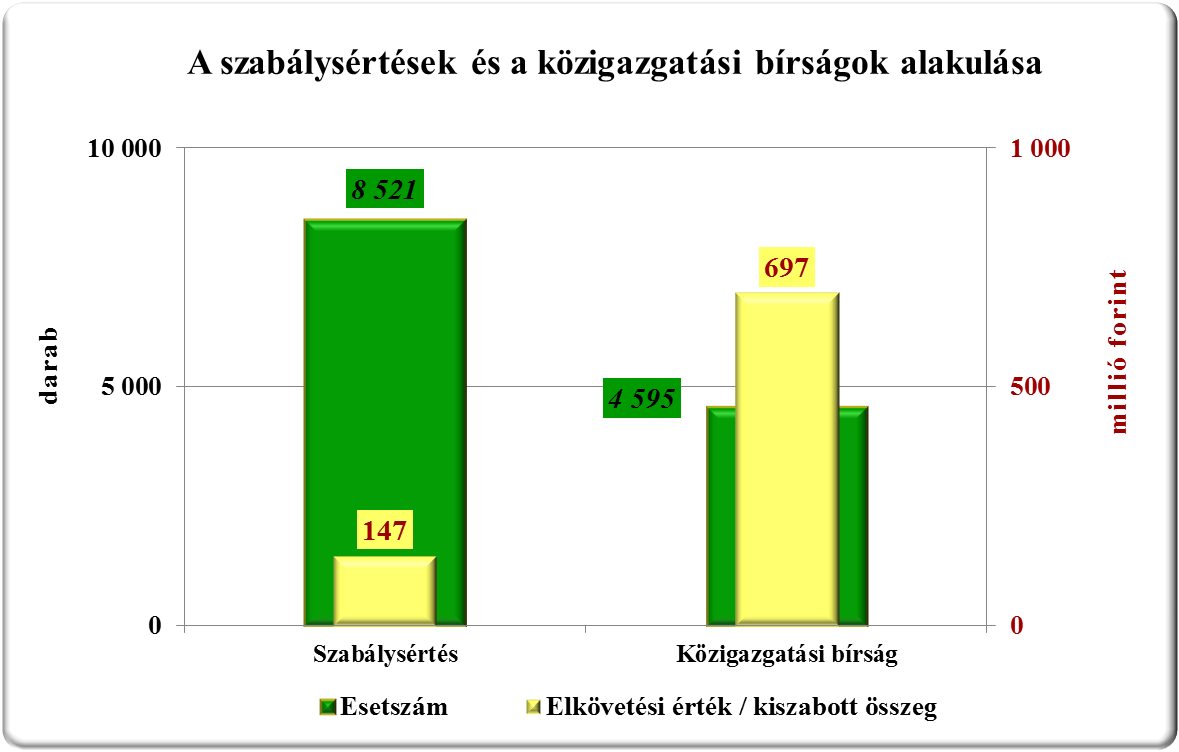 A szabálysértések és a közigazgatási bírságok alakulása
10 000
1 000
8 521
697
darab
millió forint
5 000
4 595
500
147
0
0
Szabálysértés
Közigazgatási bírság
Esetszám
Elkövetési érték / kiszabott összeg